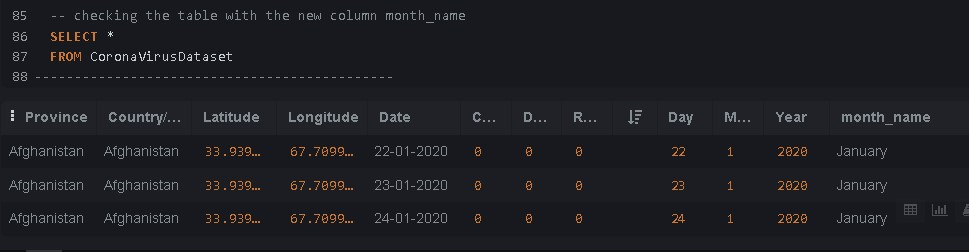 85 -- checking the table with the new column month_name
86 SELECT *
87 FROM CoronaVirusDataset
88 ---------------------------------------------
Province Country/... Latitude Longitude Date C... D... R... Day M... Year month_name
Afghanistan Afghanistan 33.939... 67.7099... 22-01-2020 0 0 0 22 1 2020 January
Afghanistan Afghanistan 33.939... 67.7099... 23-01-2020 0 0 0 23 1 2020 January
Afghanistan Afghanistan 33.939... 67.7099... 24-01-2020 0 0 0 24 1 2020 January